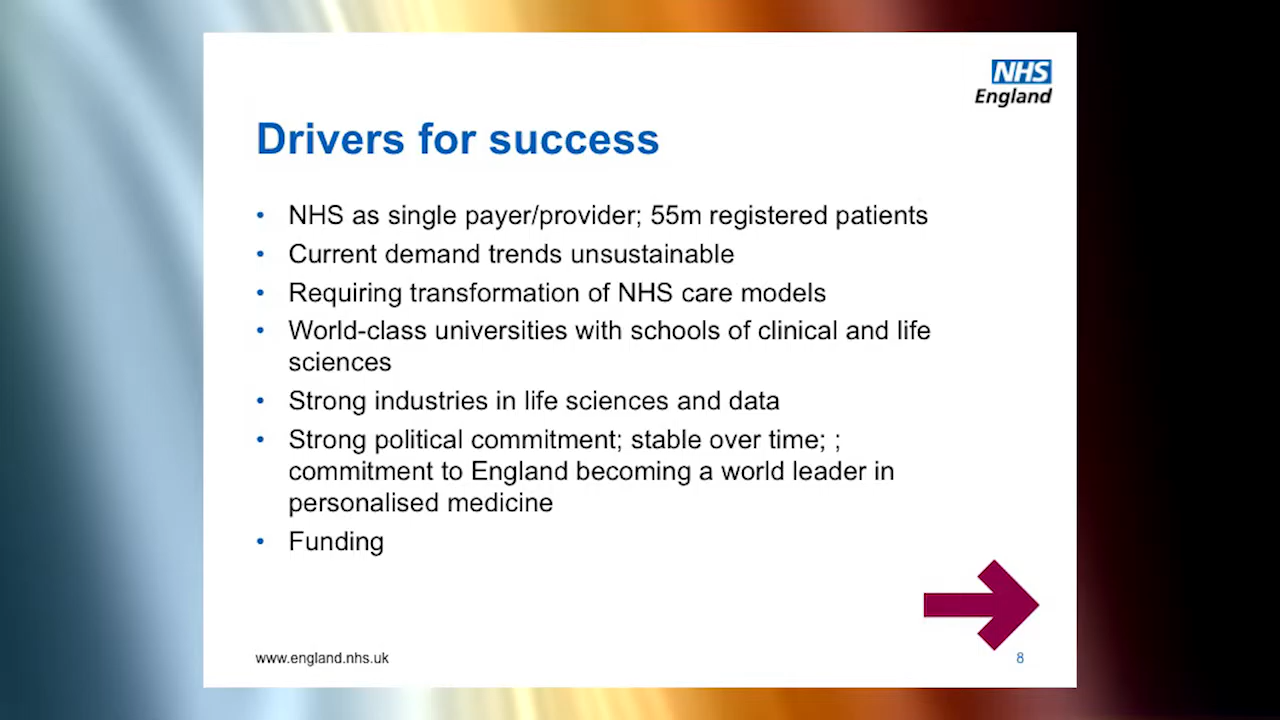 NHS
England
Drivers for success
• NHS as single payer/provider; 55m registered patients
• Current demand trends unsustainable
• Requiring transformation of NHS care models
• World-class universities with schools of clinical and life
sciences
• Strong industries in life sciences and data
• Strong political commitment; stable over time; ;
commitment to England becoming a world leader in
personalised medicine
• Funding
www.england.nhs.uk
8